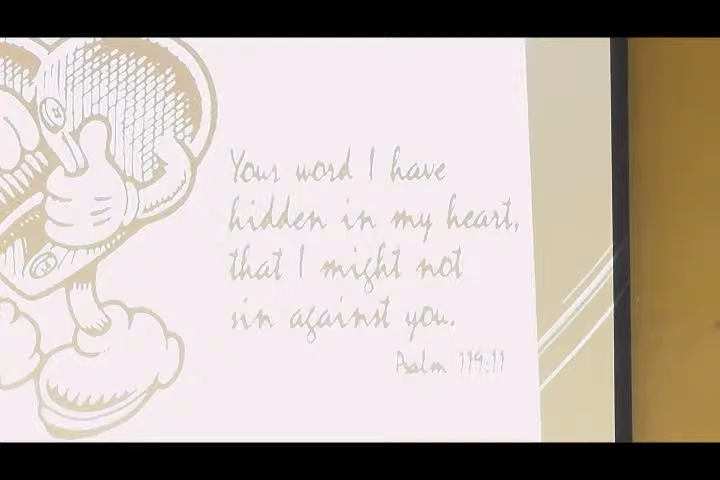 Your word I have
hidden in my heart,
that I might not
sin against you.
Psalm 119:11